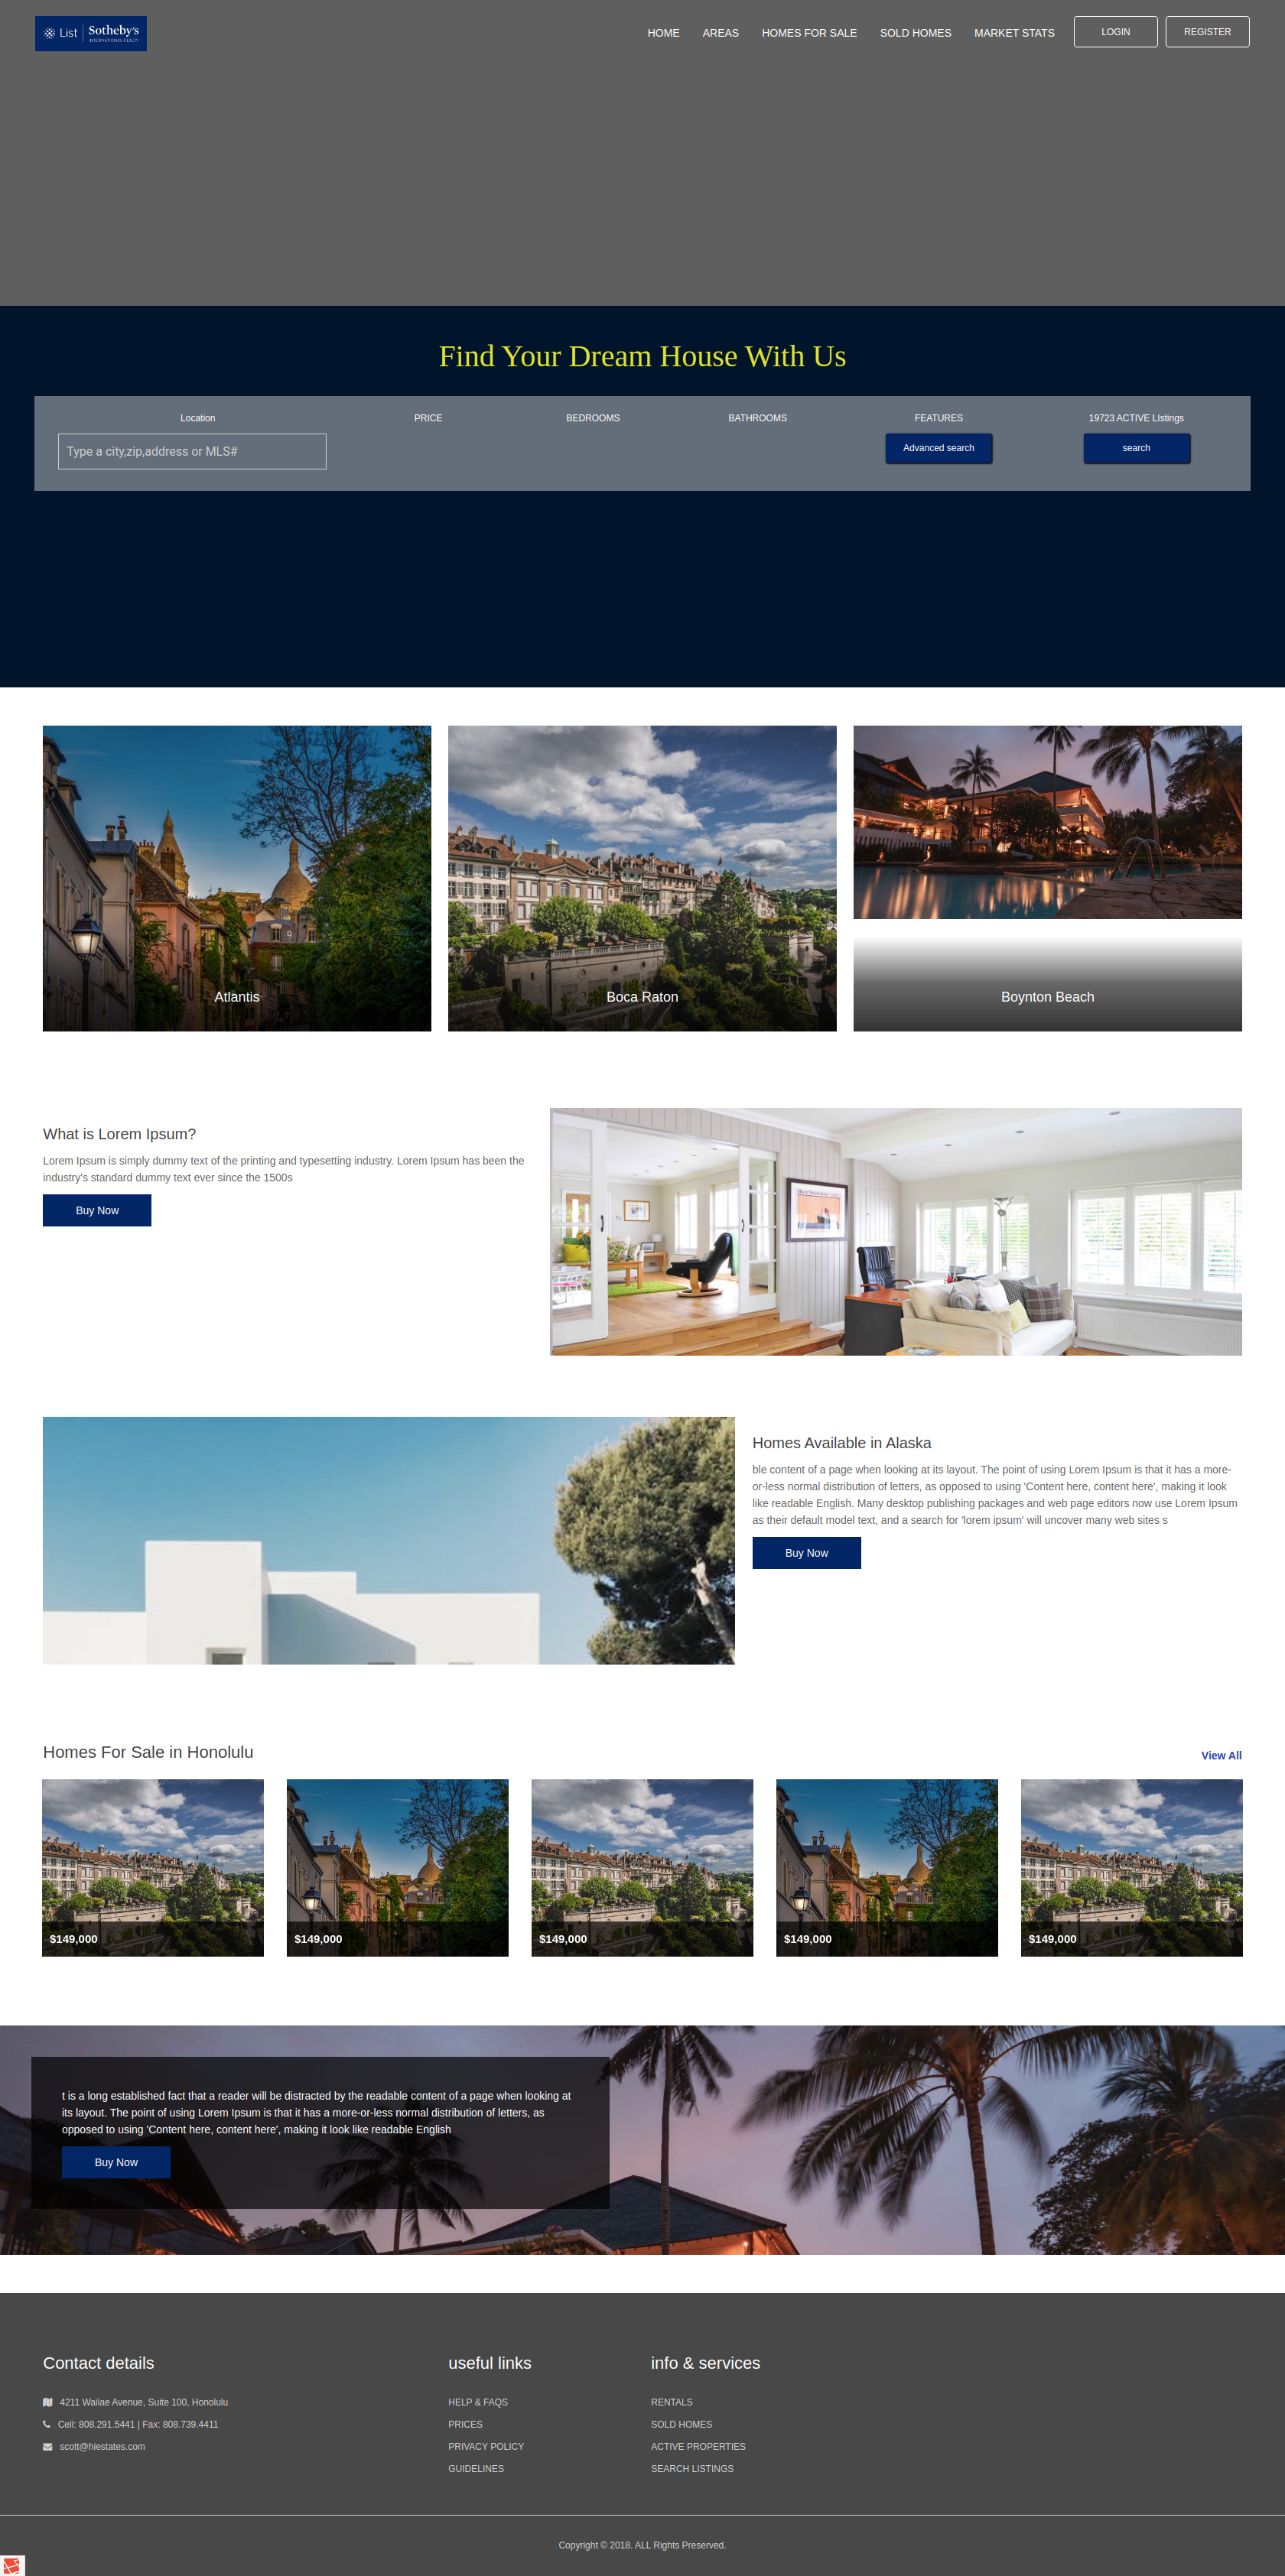 List | Sotheby's
INTERNATIONAL REALTY
HOME AREAS HOMES FOR SALE SOLD HOMES MARKET STATS LOGIN REGISTER
Find Your Dream House With Us
Location PRICE BEDROOMS BATHROOMS FEATURES 19723 ACTIVE LIstings
Type a city,zip,address or MLS# Advanced search search
Atlantis Boca Raton Boynton Beach
What is Lorem Ipsum?
Lorem Ipsum is simply dummy text of the printing and typesetting industry. Lorem Ipsum has been the
industry's standard dummy text ever since the 1500s
Buy Now
Homes Available in Alaska
ble content of a page when looking at its layout. The point of using Lorem Ipsum is that it has a more-
or-less normal distribution of letters, as opposed to using 'Content here, content here', making it look
like readable English. Many desktop publishing packages and web page editors now use Lorem Ipsum
as their default model text, and a search for 'lorem ipsum' will uncover many web sites s
Buy Now
Homes For Sale in Honolulu View All
$149,000 $149,000 $149,000 $149,000 $149,000
t is a long established fact that a reader will be distracted by the readable content of a page when looking at
its layout. The point of using Lorem Ipsum is that it has a more-or-less normal distribution of letters, as
opposed to using 'Content here, content here', making it look like readable English
Buy Now
Contact details
4211 Wailae Avenue, Suite 100, Honolulu
Cell: 808.291.5441 | Fax: 808.739.4411
scott@hiestates.com
useful links
HELP & FAQS
PRICES
PRIVACY POLICY
GUIDELINES
info & services
RENTALS
SOLD HOMES
ACTIVE PROPERTIES
SEARCH LISTINGS
Copyright © 2018. ALL Rights Preserved.